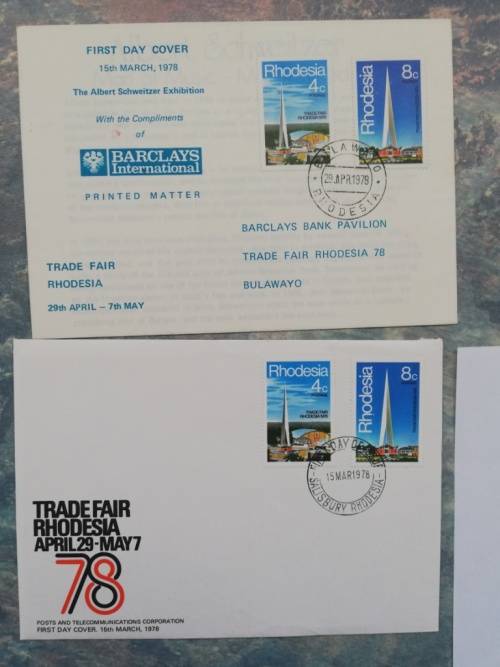 FIRST DAY COVER
15TH MARCH, 1978
The Albert Schweitzer Exhibition
With the Compliments
of
BARCLAYS
International
PRINTED MATTER
Rhodesia
4c
TRADE FAIR
RHODESIA 1978
Rhodesia
8c
BULAWAYO
29 APR 1978
RHODESIA
BARCLAYS BANK PAVILION
TRADE FAIR RHODESIA 78
BULAWAYO
TRADE FAIR
RHODESIA
29th APRIL – 7th MAY
Rhodesia
4c
TRADE FAIR
RHODESIA 1978
Rhodesia
8c
15 MAR 1978
SALISBURY RHODESIA
TRADE FAIR
RHODESIA
APRIL 29-MAY 7
78
POSTS AND TELECOMMUNICATIONS CORPORATION
FIRST DAY COVER. 15th MARCH, 1978